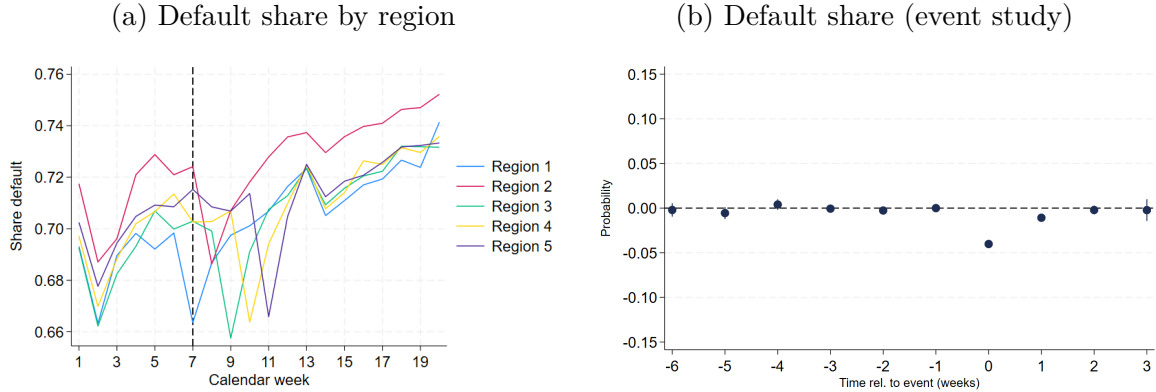 (a) Default share by region
0.76
0.74
0.72
0.70
0.68
0.66
Share default
1 3 5 7 9 11 13 15 17 19
Calendar week
Region 1
Region 2
Region 3
Region 4
Region 5
(b) Default share (event study)
0.15
0.10
0.05
0.00
-0.05
-0.10
-0.15
Probability
-6 -5 -4 -3 -2 -1 0 1 2 3
Time rel. to event (weeks)